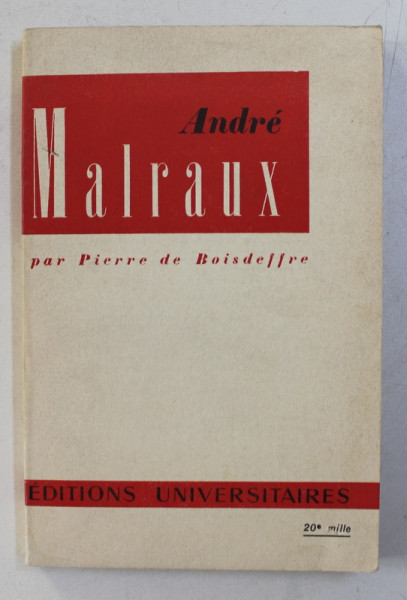 André
Malraux
par Pierre de Boisdeffre
ÉDITIONS UNIVERSITAIRES
20e mille